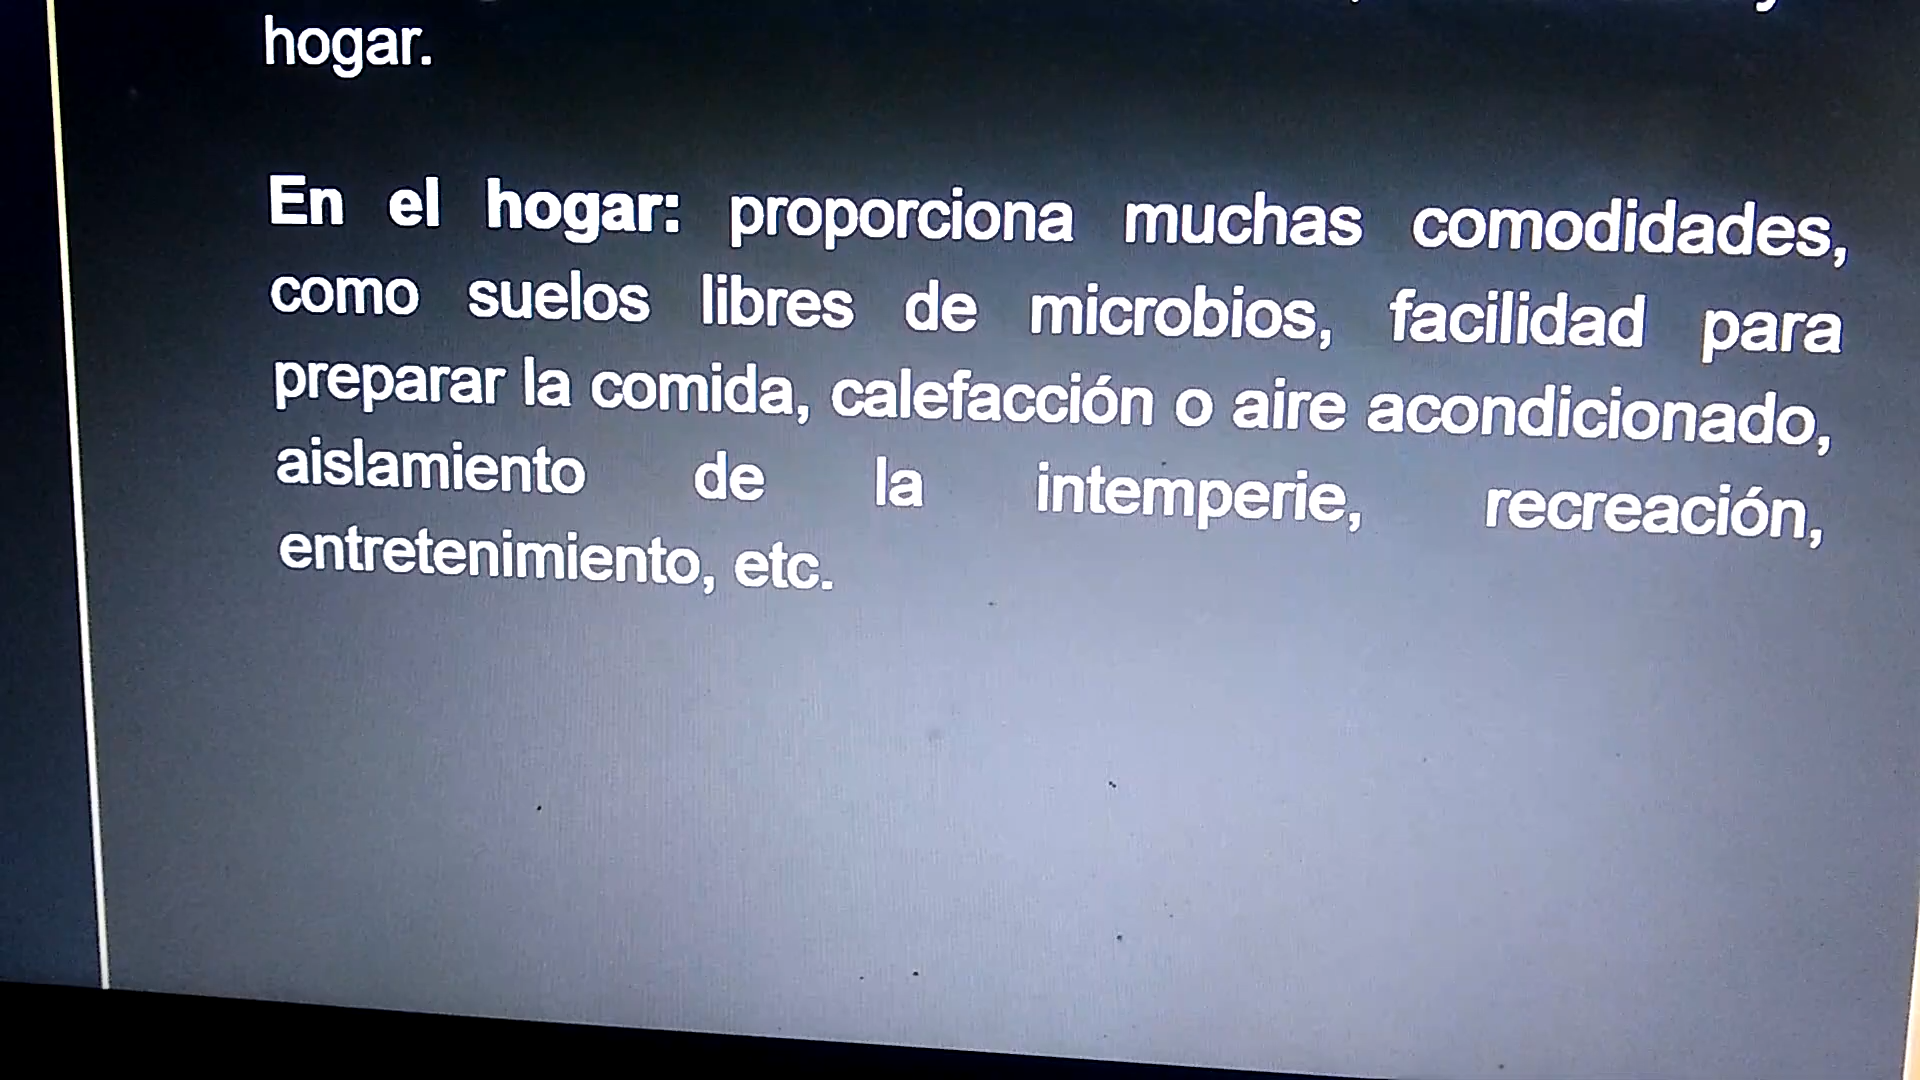 hogar.
En el hogar: proporciona muchas comodidades,
como suelos libres de microbios, facilidad para
preparar la comida, calefacción o aire acondicionado,
aislamiento de la intemperie, recreación,
entretenimiento, etc.